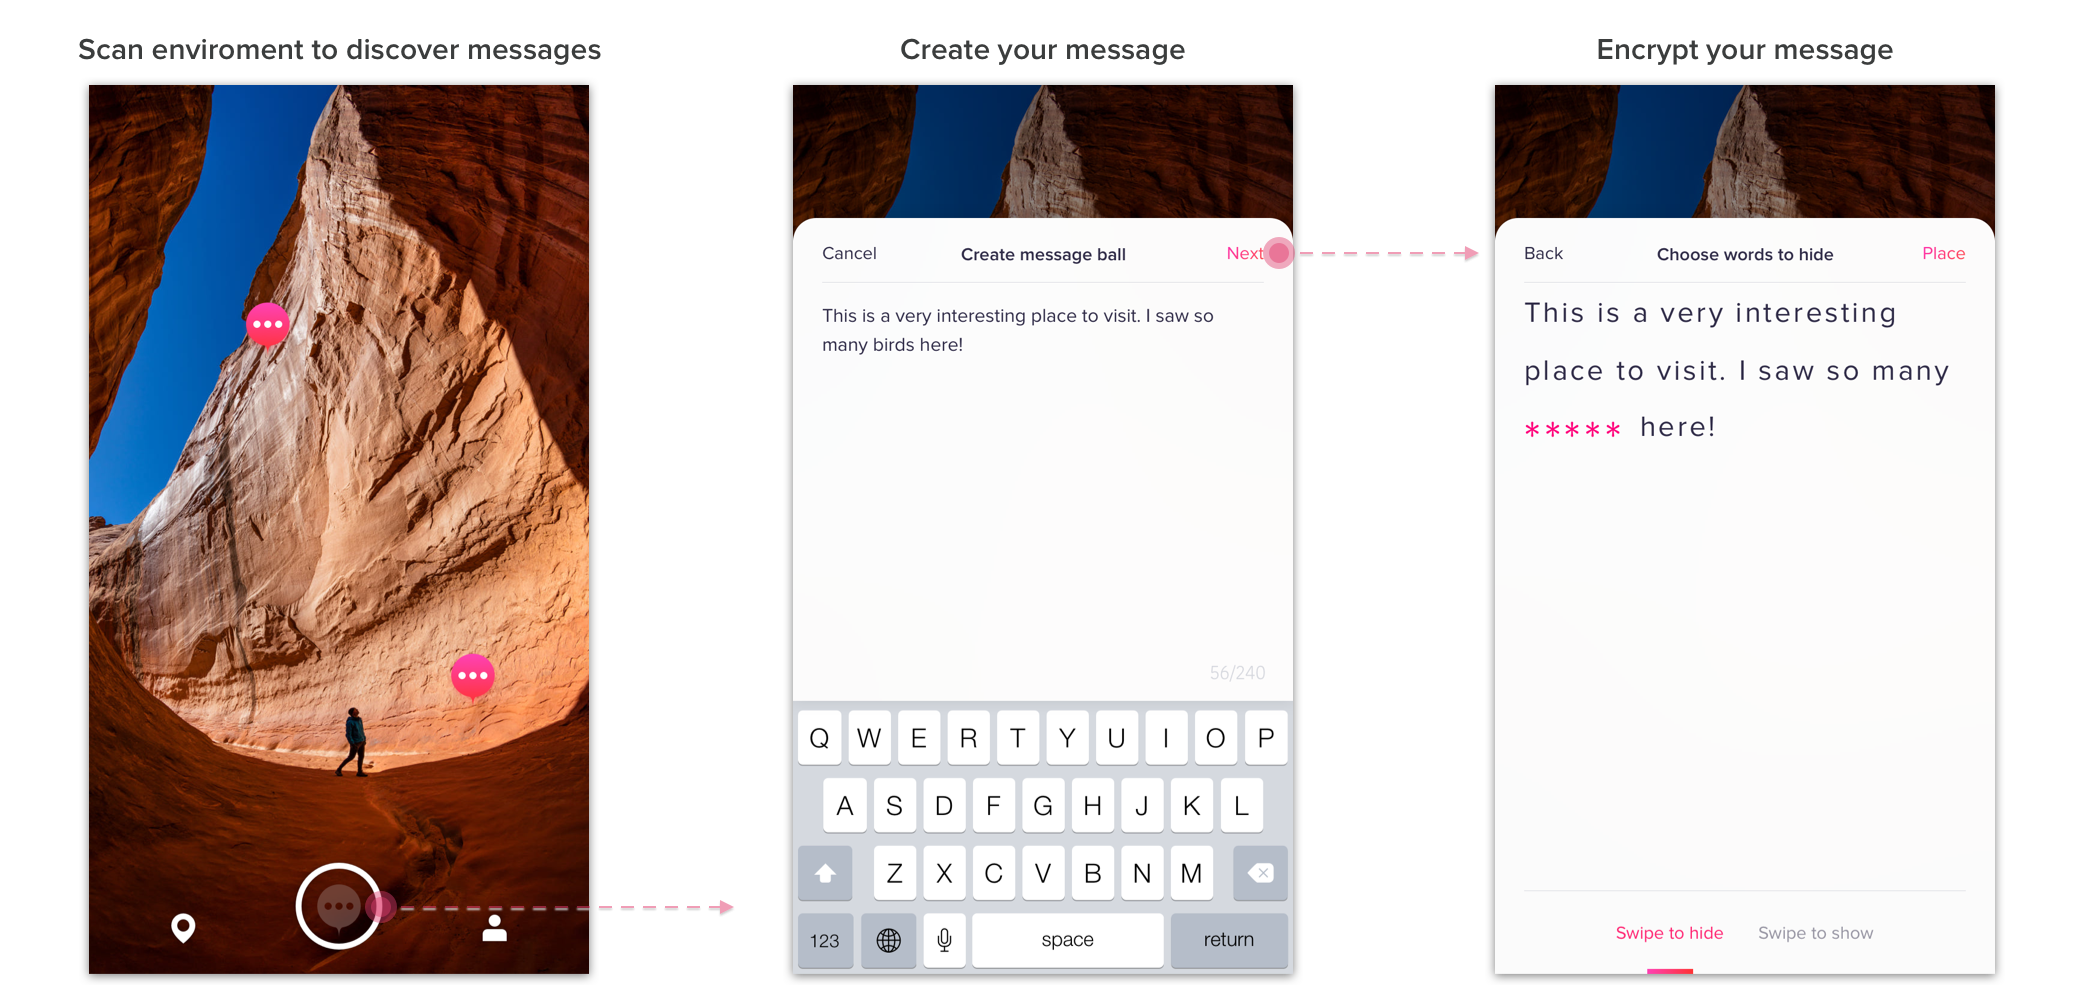 Scan enviroment to discover messages
Create your message
Cancel
Create message ball
Next
This is a very interesting place to visit. I saw so
many birds here!
56/240
Q W E R T Y U I O P
A S D F G H J K L
Z X C V B N M
123
space
return
Encrypt your message
Back
Choose words to hide
Place
This is a very interesting
place to visit. I saw so many
***** here!
Swipe to hide
Swipe to show